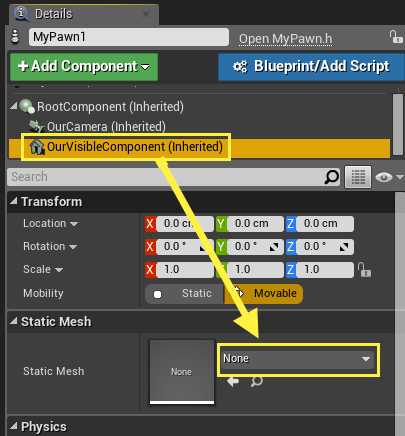 Details
MyPawn1 Open MyPawn.h
+ Add Component Blueprint/Add Script
RootComponent (Inherited)
OurCamera (Inherited)
OurVisibleComponent (Inherited)
Search
Transform
Location X 0.0 cm Y 0.0 cm Z 0.0 cm
Rotation X 0.0 ° Y 0.0 ° Z 0.0 °
Scale X 1.0 Y 1.0 Z 1.0
Mobility Static Movable
Static Mesh
Static Mesh None None
Physics